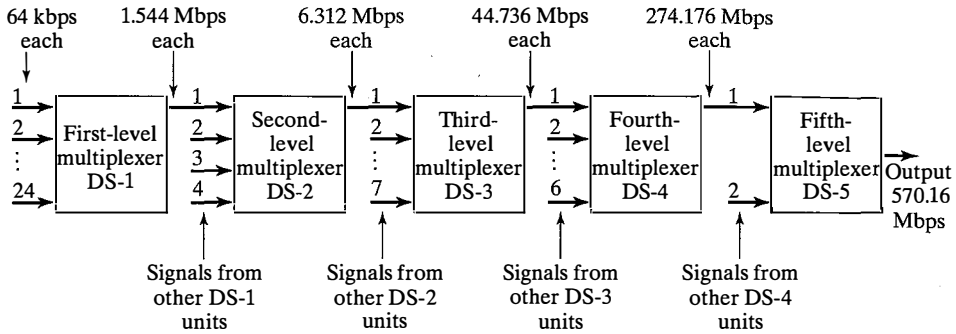 64 kbps
each
1.544 Mbps
each
6.312 Mbps
each
44.736 Mbps
each
274.176 Mbps
each
1
2
⋮
24
First-level
multiplexer
DS-1
1
2
3
4
Second-
level
multiplexer
DS-2
1
2
⋮
7
Third-
level
multiplexer
DS-3
1
2
⋮
6
Fourth-
level
multiplexer
DS-4
1
2
Fifth-
level
multiplexer
DS-5
Output
570.16
Mbps
Signals from
other DS-1
units
Signals from
other DS-2
units
Signals from
other DS-3
units
Signals from
other DS-4
units